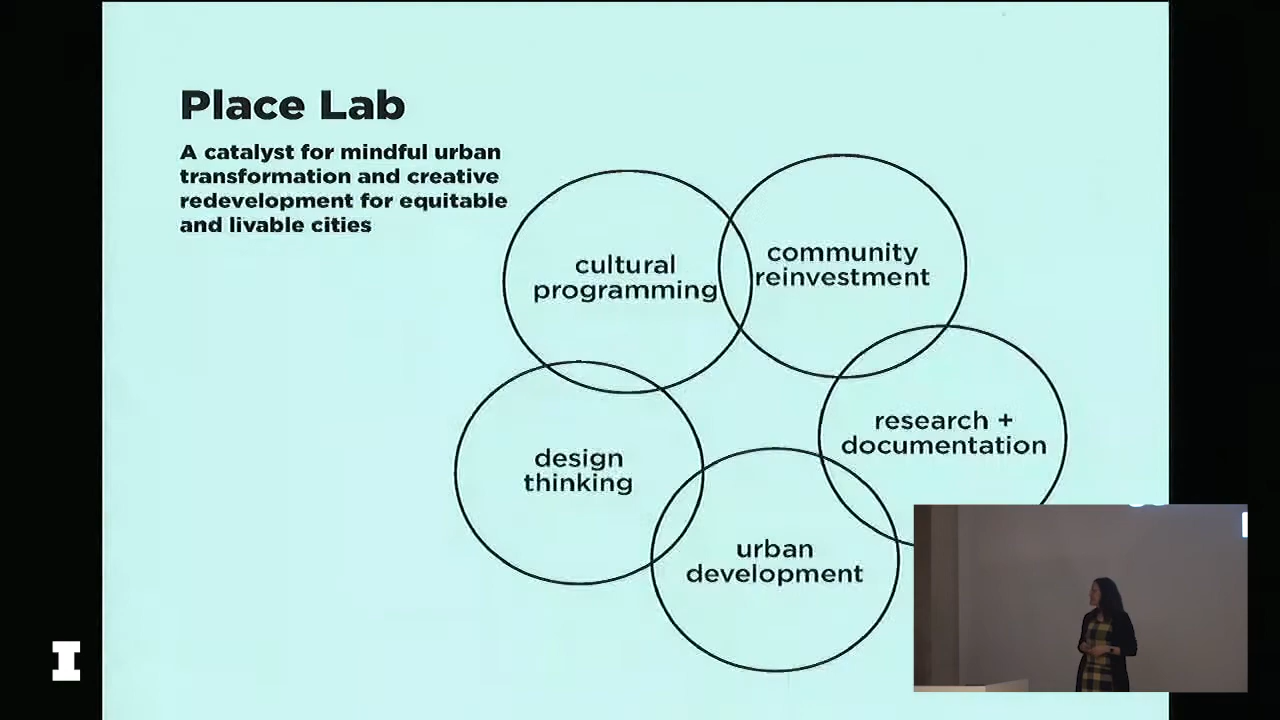 Place Lab
A catalyst for mindful urban
transformation and creative
redevelopment for equitable
and livable cities
cultural
programming
community
reinvestment
research +
documentation
design
thinking
urban
development
I